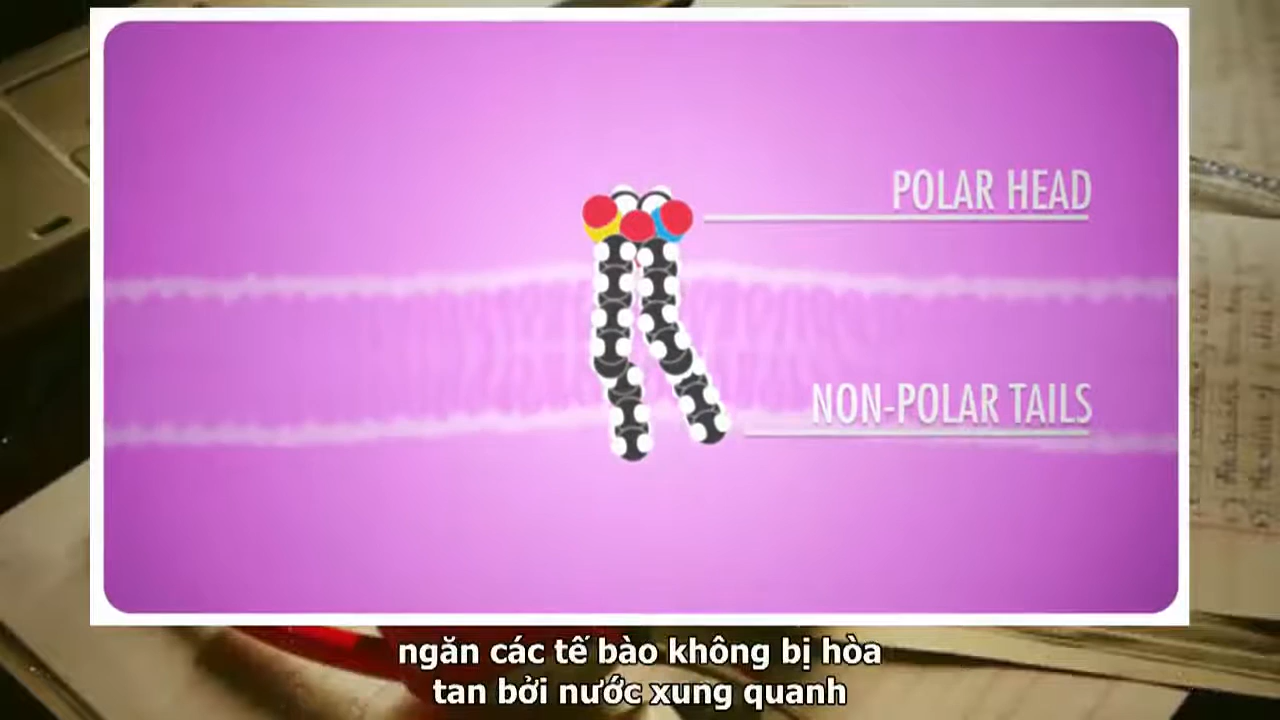 POLAR HEAD
NON-POLAR TAILS
ngăn các tế bào không bị hòa
tan bởi nước xung quanh